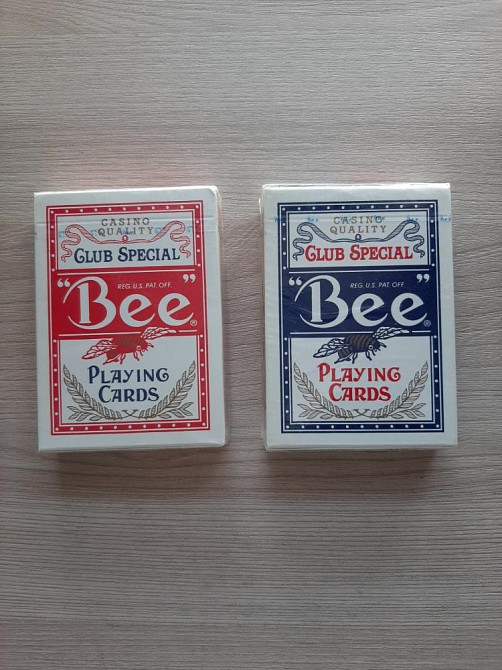 CASINO
QUALITY
CLUB SPECIAL
REG. U.S. PAT. OFF.
"Bee"®
PLAYING
CARDS
CASINO
QUALITY
CLUB SPECIAL
REG. U.S. PAT. OFF.
"Bee"®
PLAYING
CARDS